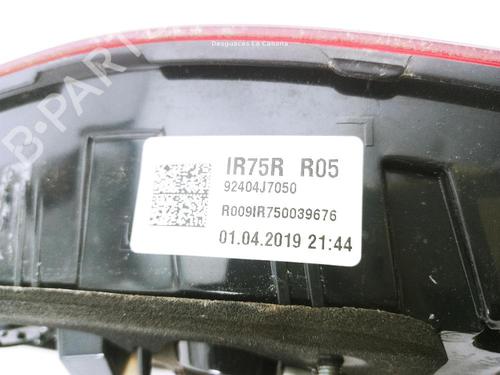 Desguaces La Cabaña
B-PARTS
IR75R R05
92404J7050
R009IR750039676
01.04.2019 21:44